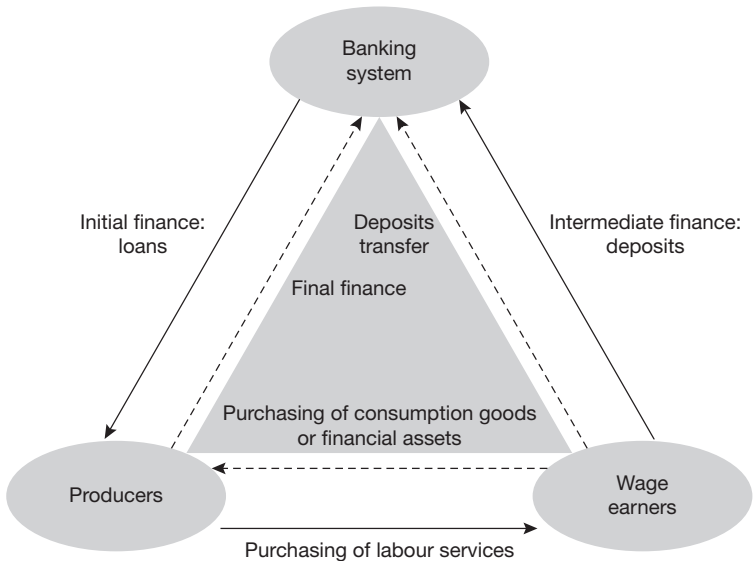 Banking
system
Initial finance:
loans
Deposits
transfer
Intermediate finance:
deposits
Final finance
Purchasing of consumption goods
or financial assets
Producers
Wage
earners
Purchasing of labour services